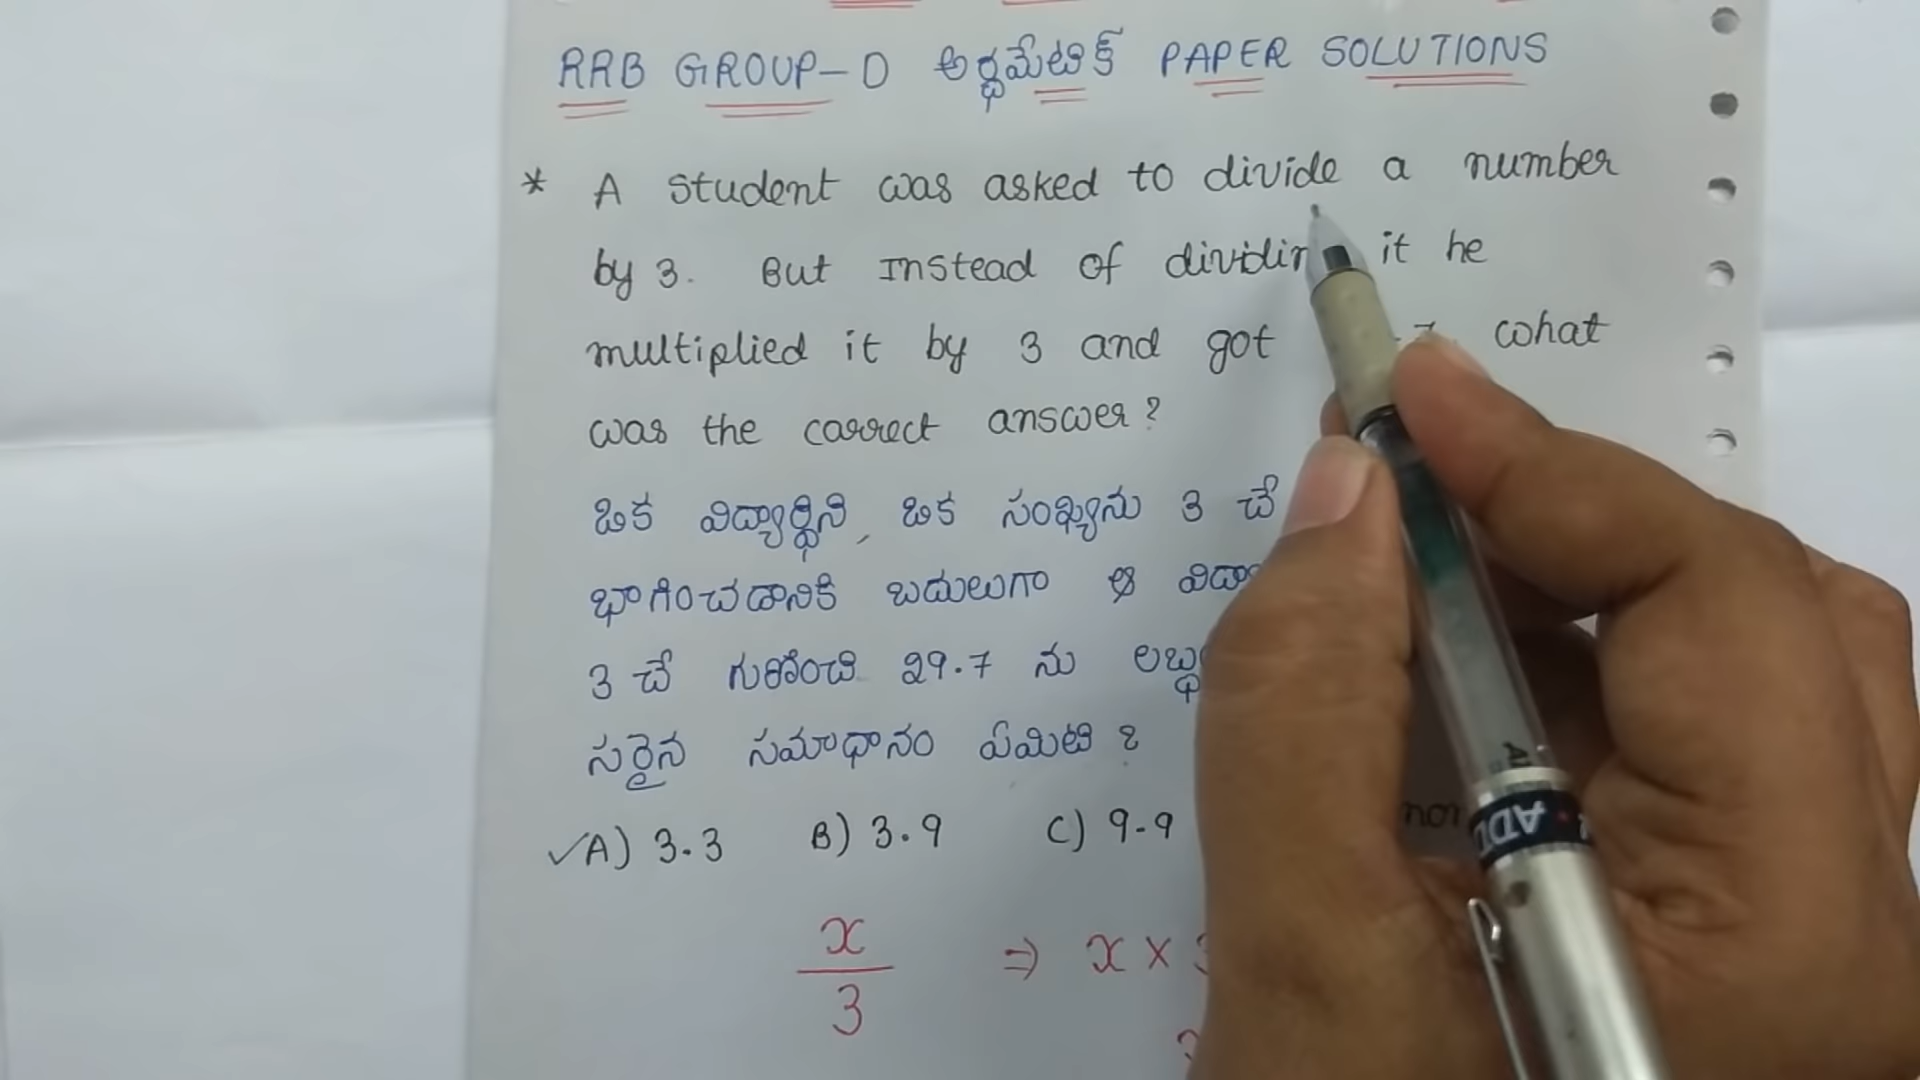 RRB GROUP-D అర్థమేటిక్ PAPER SOLUTIONS
* A student was asked to divide a number
by 3. But Instead of it he
multiplied it by 3 and got what
was the correct answer?
ఒక విద్యార్థిని, ఒక సంఖ్యను 3 చే
భాగించడానికి బదులుగా ఆ
3 చే గుణించి 29.7 ను
సరైన సమాధానం ఏమిటి ?
✓A) 3.3 B) 3.9 C) 9.9
x/3 ⇒ x ×